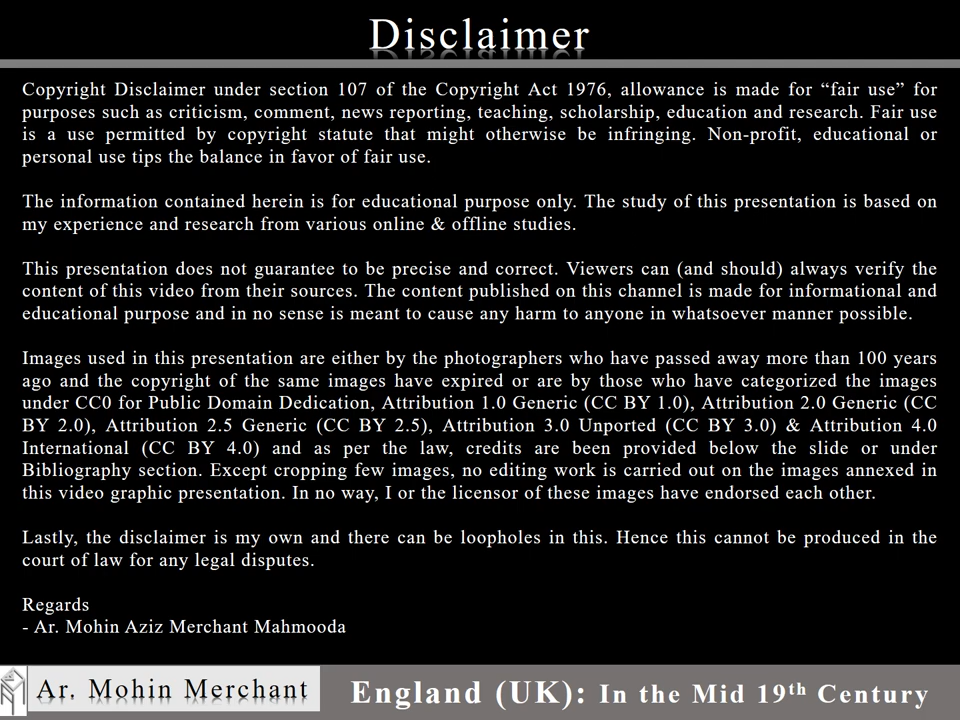 Disclaimer
Copyright Disclaimer under section 107 of the Copyright Act 1976, allowance is made for “fair use” for
purposes such as criticism, comment, news reporting, teaching, scholarship, education and research. Fair use
is a use permitted by copyright statute that might otherwise be infringing. Non-profit, educational or
personal use tips the balance in favor of fair use.
The information contained herein is for educational purpose only. The study of this presentation is based on
my experience and research from various online & offline studies.
This presentation does not guarantee to be precise and correct. Viewers can (and should) always verify the
content of this video from their sources. The content published on this channel is made for informational and
educational purpose and in no sense is meant to cause any harm to anyone in whatsoever manner possible.
Images used in this presentation are either by the photographers who have passed away more than 100 years
ago and the copyright of the same images have expired or are by those who have categorized the images
under CC0 for Public Domain Dedication, Attribution 1.0 Generic (CC BY 1.0), Attribution 2.0 Generic (CC
BY 2.0), Attribution 2.5 Generic (CC BY 2.5), Attribution 3.0 Unported (CC BY 3.0) & Attribution 4.0
International (CC BY 4.0) and as per the law, credits are been provided below the slide or under
Bibliography section. Except cropping few images, no editing work is carried out on the images annexed in
this video graphic presentation. In no way, I or the licensor of these images have endorsed each other.
Lastly, the disclaimer is my own and there can be loopholes in this. Hence this cannot be produced in the
court of law for any legal disputes.
Regards
- Ar. Mohin Aziz Merchant Mahmooda
Ar. Mohin Merchant
England (UK): In the Mid 19th Century